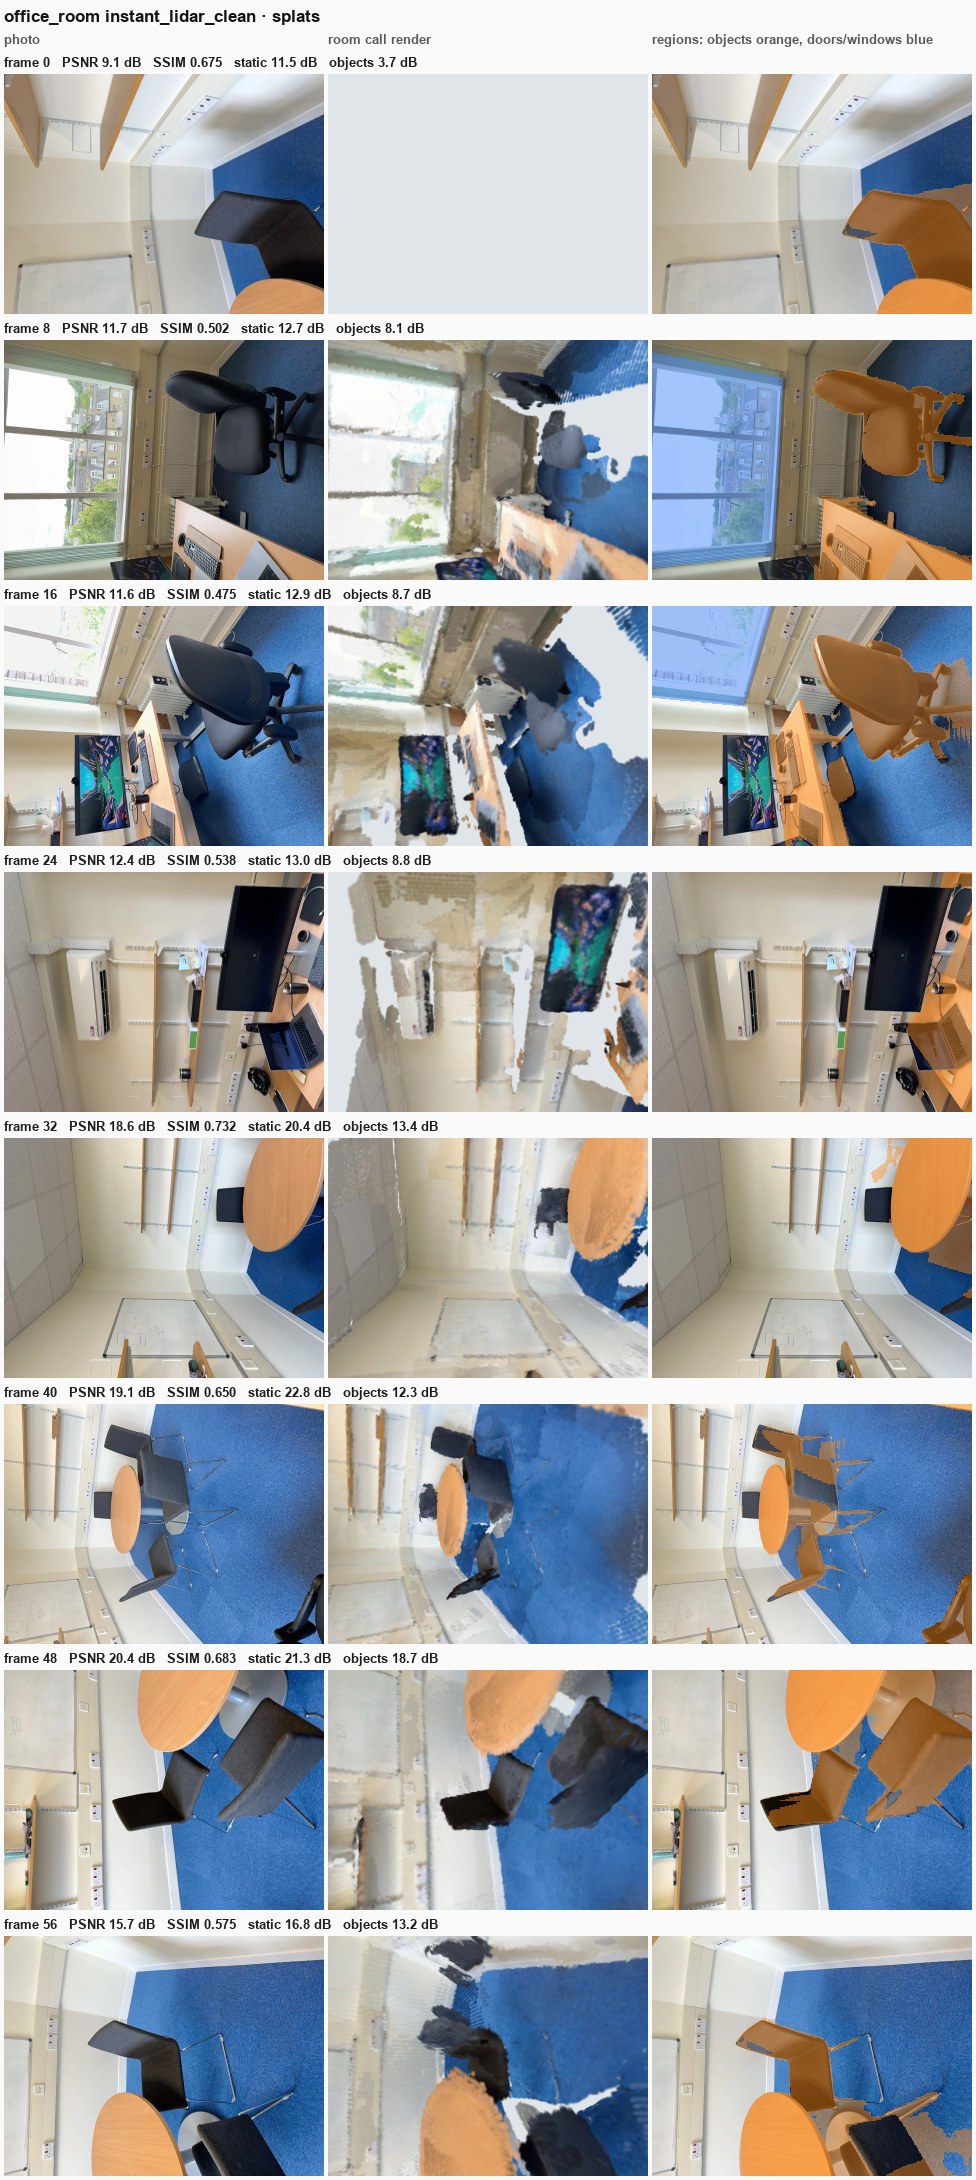 office_room instant_lidar_clean · splats
photo room call render regions: objects orange, doors/windows blue
frame 0 PSNR 9.1 dB SSIM 0.675 static 11.5 dB objects 3.7 dB
frame 8 PSNR 11.7 dB SSIM 0.502 static 12.7 dB objects 8.1 dB
frame 16 PSNR 11.6 dB SSIM 0.475 static 12.9 dB objects 8.7 dB
frame 24 PSNR 12.4 dB SSIM 0.538 static 13.0 dB objects 8.8 dB
frame 32 PSNR 18.6 dB SSIM 0.732 static 20.4 dB objects 13.4 dB
frame 40 PSNR 19.1 dB SSIM 0.650 static 22.8 dB objects 12.3 dB
frame 48 PSNR 20.4 dB SSIM 0.683 static 21.3 dB objects 18.7 dB
frame 56 PSNR 15.7 dB SSIM 0.575 static 16.8 dB objects 13.2 dB